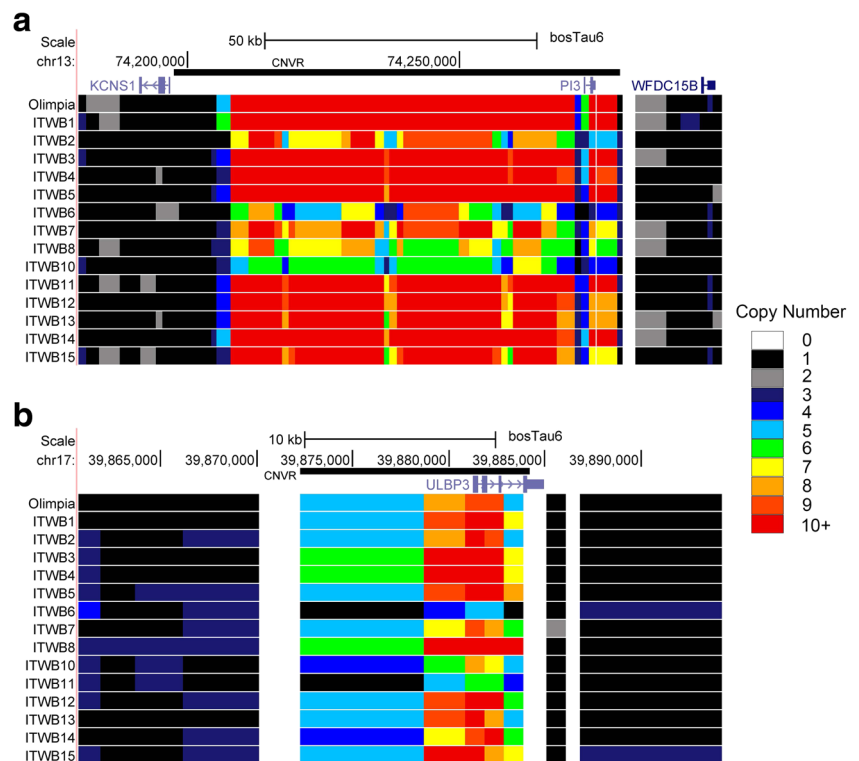 a
Scale
50 kb
bosTau6
chr13:
74,200,000
CNVR
74,250,000
KCNS1
PI3
WFDC15B
Olimpia
ITWB1
ITWB2
ITWB3
ITWB4
ITWB5
ITWB6
ITWB7
ITWB8
ITWB10
ITWB11
ITWB12
ITWB13
ITWB14
ITWB15
Copy Number
0
1
2
3
4
5
6
7
8
9
10+
b
Scale
10 kb
bosTau6
chr17:
39,865,000
39,870,000
39,875,000
39,880,000
39,885,000
39,890,000
CNVR
ULBP3
Olimpia
ITWB1
ITWB2
ITWB3
ITWB4
ITWB5
ITWB6
ITWB7
ITWB8
ITWB10
ITWB11
ITWB12
ITWB13
ITWB14
ITWB15